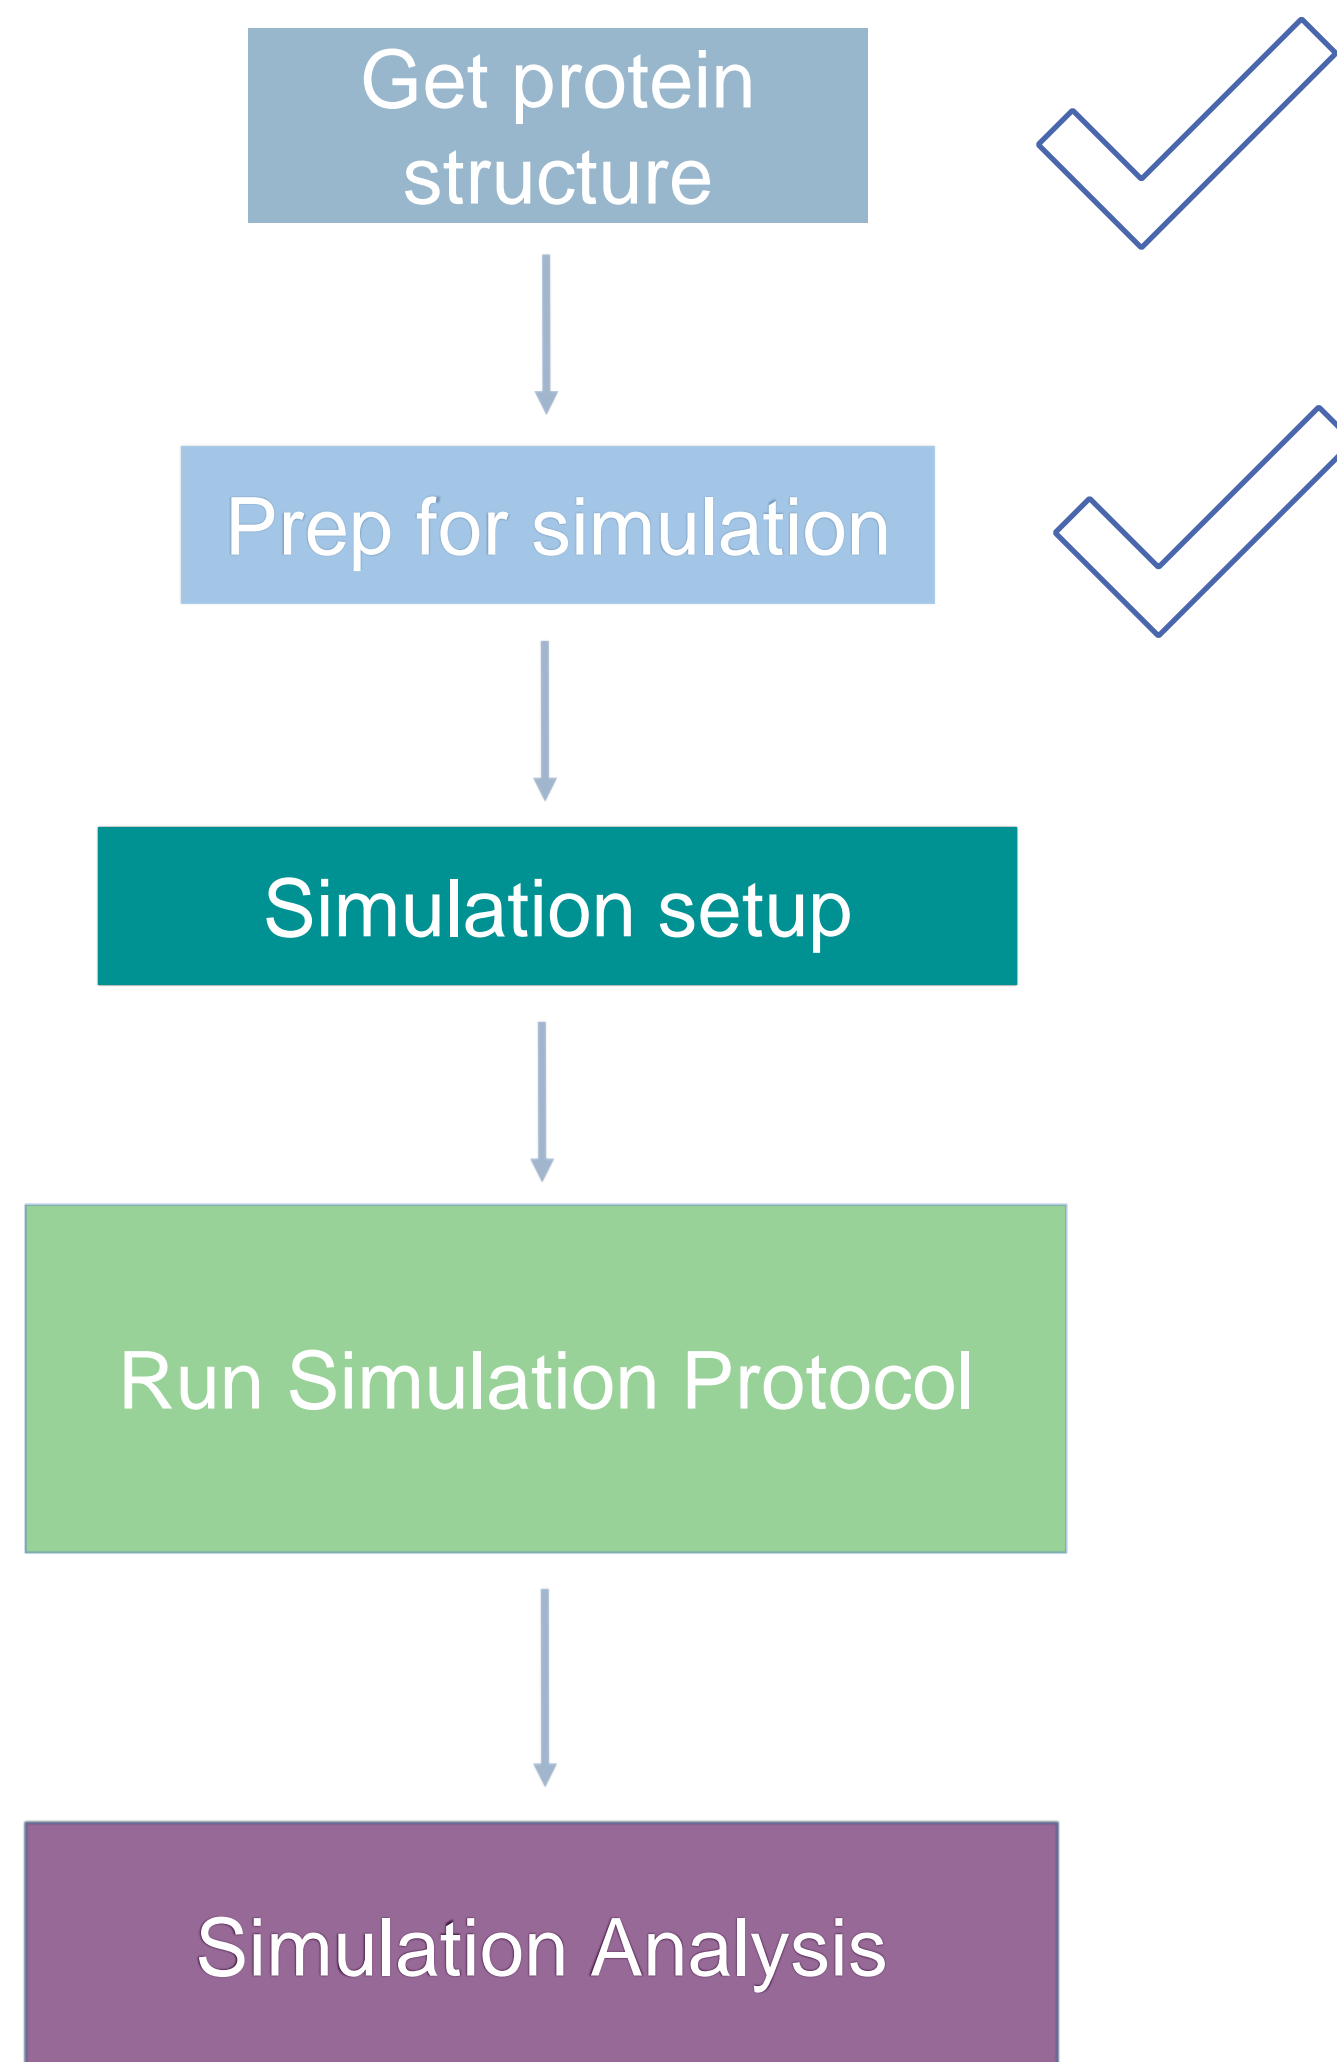 Get protein
structure
Prep for simulation
Simulation setup
Run Simulation Protocol
Simulation Analysis